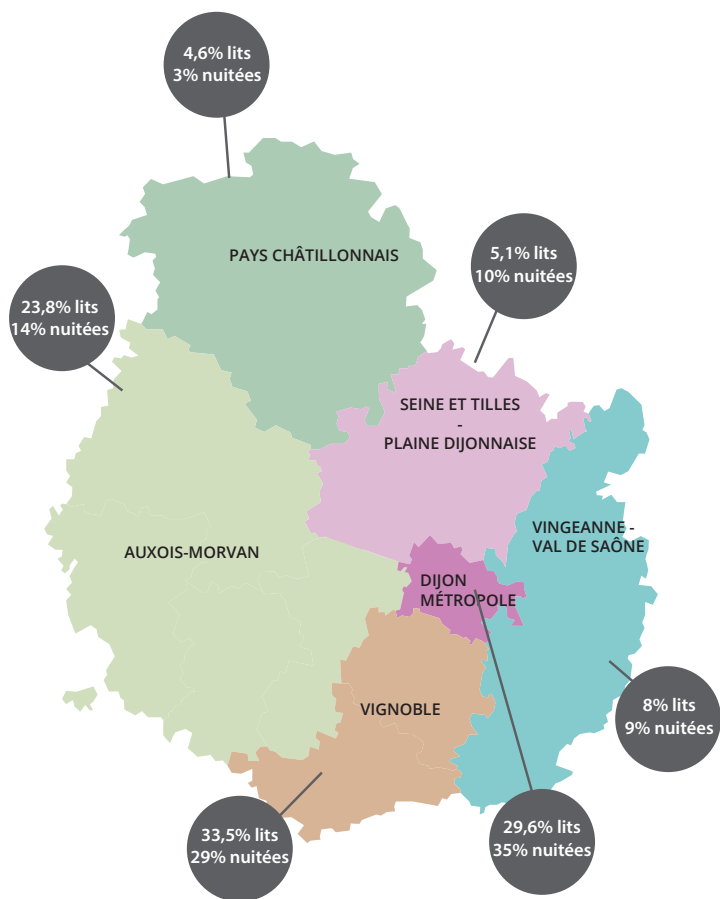 4,6% lits
3% nuitées
PAYS CHÂTILLONNAIS
5,1% lits
10% nuitées
23,8% lits
14% nuitées
SEINE ET TILLES
-
PLAINE DIJONNAISE
VINGEANNE -
VAL DE SAÔNE
AUXOIS-MORVAN
DIJON
MÉTROPOLE
VIGNOBLE
8% lits
9% nuitées
33,5% lits
29% nuitées
29,6% lits
35% nuitées